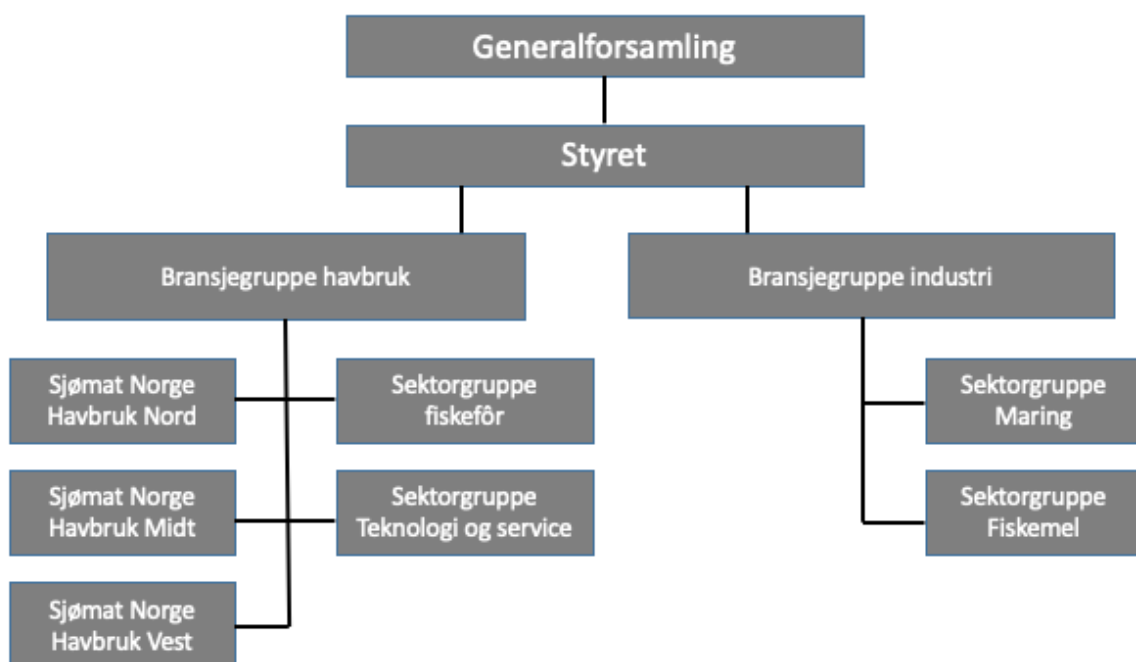 Generalforsamling
Styret
Bransjegruppe havbruk
Bransjegruppe industri
Sjømat Norge
Havbruk Nord
Sektorgruppe
fiskefôr
Sektorgruppe
Maring
Sjømat Norge
Havbruk Midt
Sektorgruppe
Teknologi og service
Sektorgruppe
Fiskemel
Sjømat Norge
Havbruk Vest